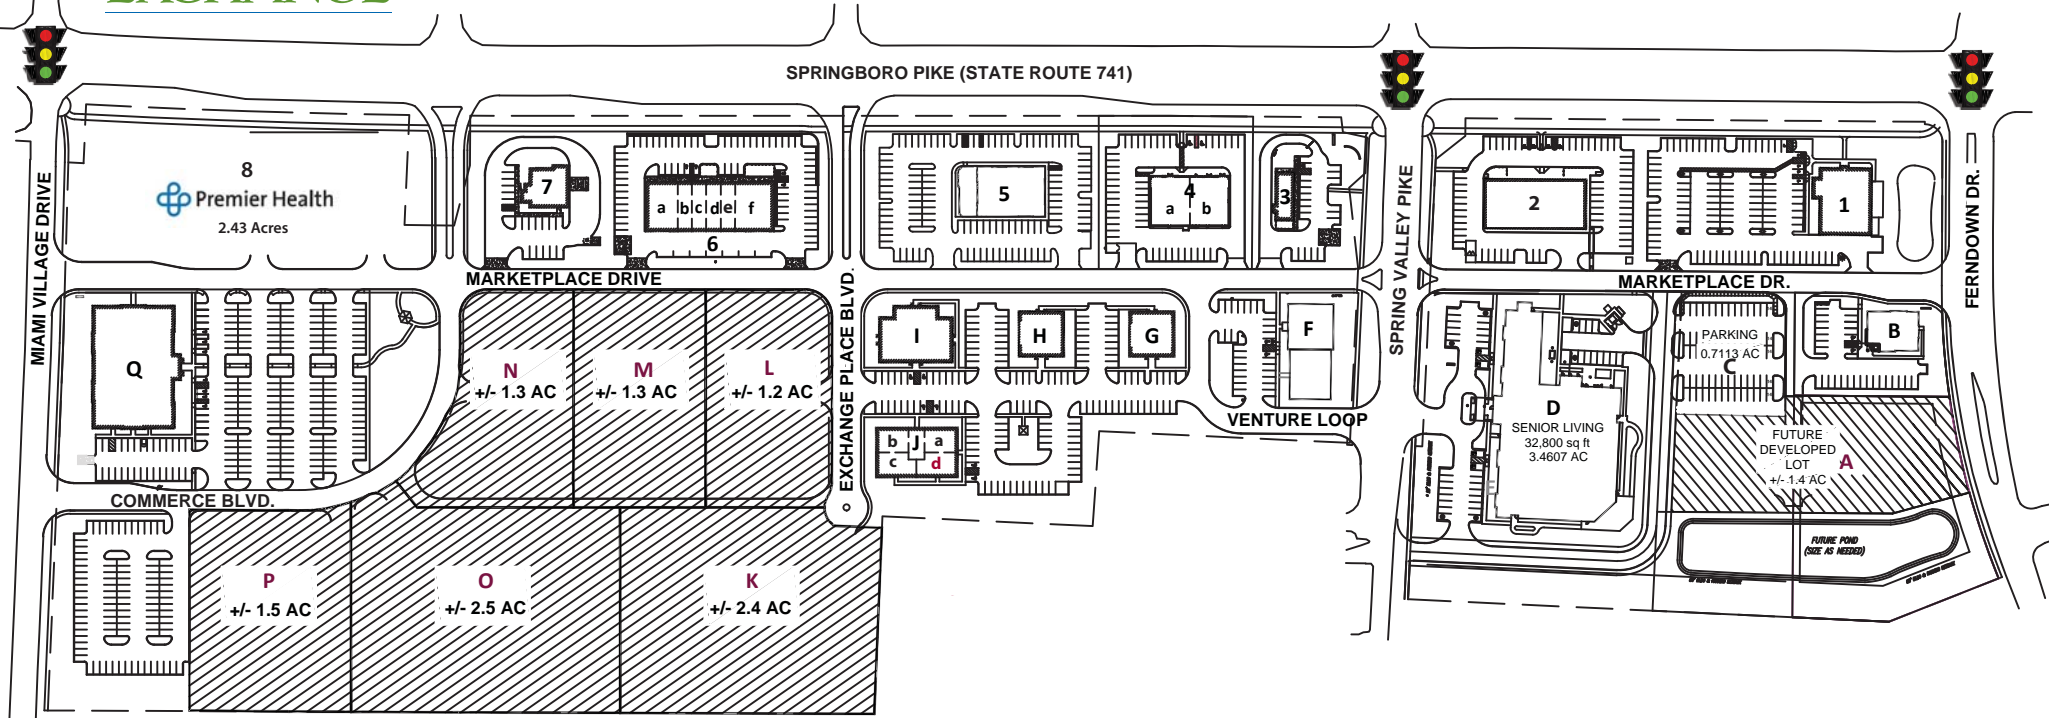 EXCHANGE
SPRINGBORO PIKE (STATE ROUTE 741)
MIAMI VILLAGE DRIVE
8
Premier Health
2.43 Acres
7
a b c d e f
6
5
4
a b
3
SPRING VALLEY PIKE
2
1
FERNDOWN DR.
MARKETPLACE DRIVE
MARKETPLACE DR.
EXCHANGE PLACE BLVD.
Q
N
+/- 1.3 AC
M
+/- 1.3 AC
L
+/- 1.2 AC
I
H
G
F
VENTURE LOOP
b J a
c d
D
SENIOR LIVING
32,800 sq ft
3.4607 AC
PARKING
0.7113 AC
C
B
FUTURE
DEVELOPED
LOT
+/- 1.4 AC
A
FUTURE POND
(SIZE AS NEEDED)
COMMERCE BLVD.
P
+/- 1.5 AC
O
+/- 2.5 AC
K
+/- 2.4 AC